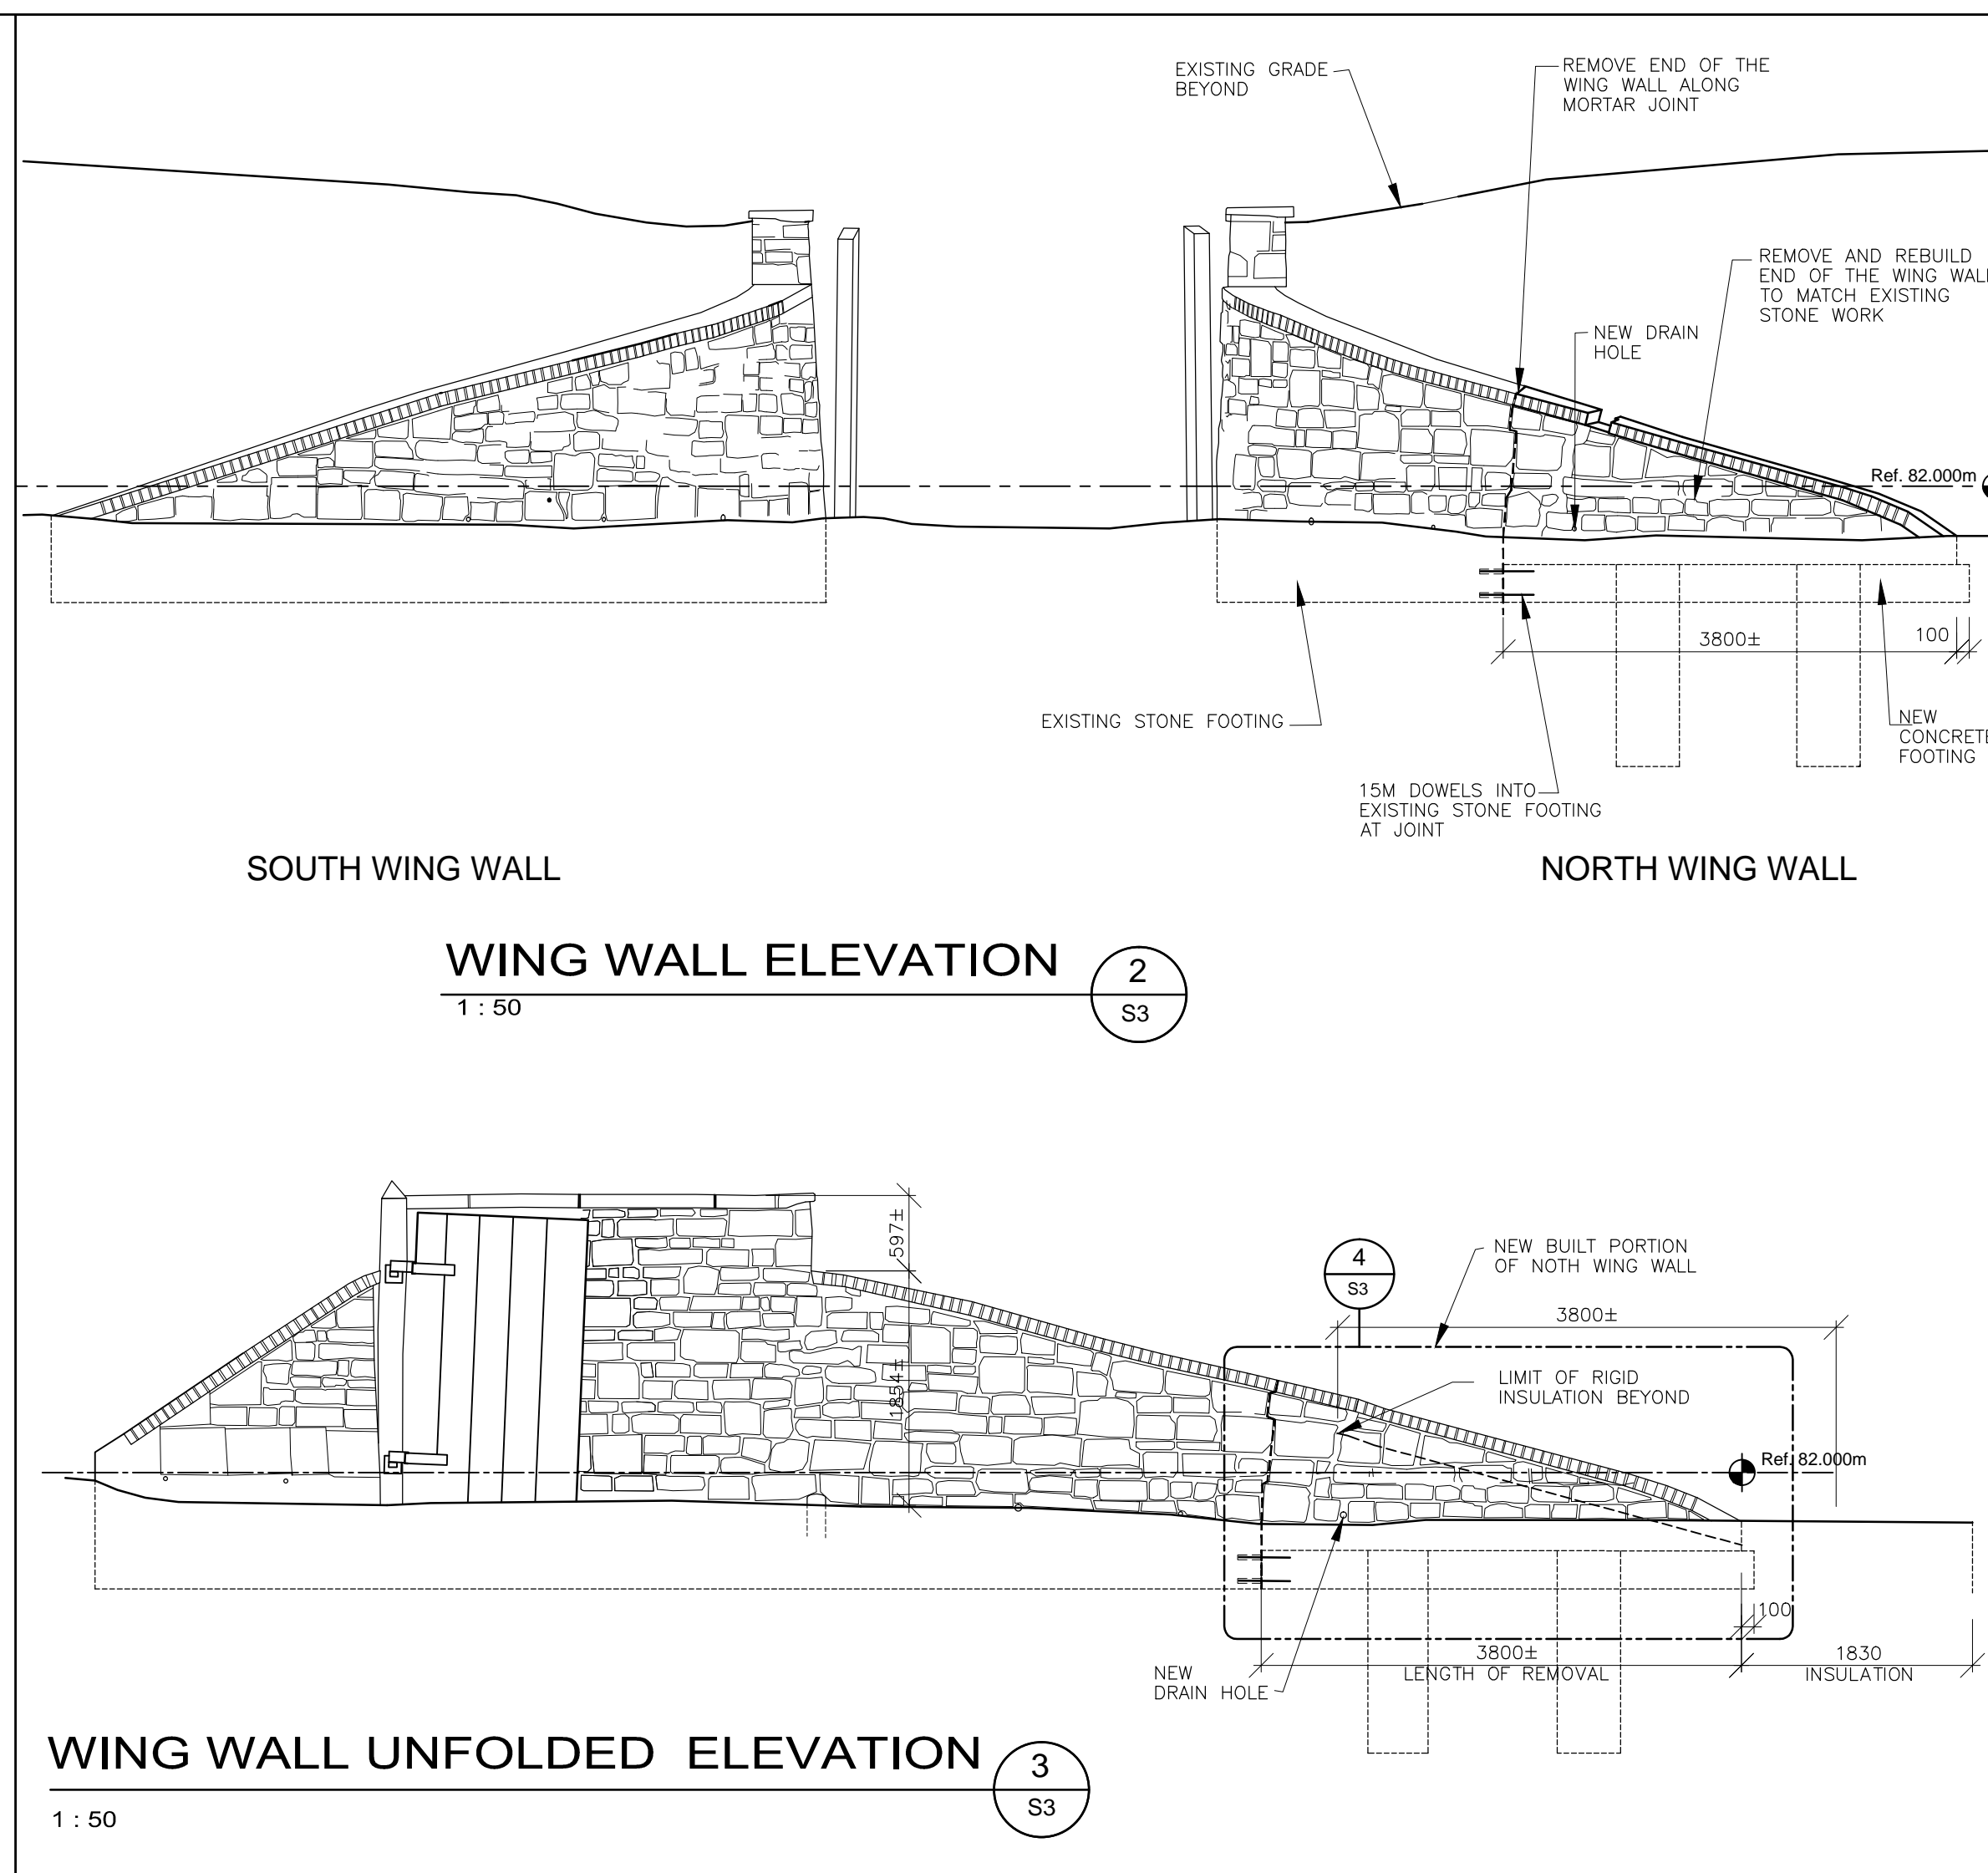 EXISTING GRADE
BEYOND
REMOVE END OF THE
WING WALL ALONG
MORTAR JOINT
REMOVE AND REBUILD
END OF THE WING WALL
TO MATCH EXISTING
STONE WORK
NEW DRAIN
HOLE
Ref. 82.000m
3800±
100
EXISTING STONE FOOTING
NEW
CONCRETE
FOOTING
15M DOWELS INTO
EXISTING STONE FOOTING
AT JOINT
SOUTH WING WALL
NORTH WING WALL
WING WALL ELEVATION
1 : 50
2
S3
597±
1854±
4
S3
NEW BUILT PORTION
OF NOTH WING WALL
3800±
LIMIT OF RIGID
INSULATION BEYOND
Ref. 82.000m
100
3800±
LENGTH OF REMOVAL
1830
INSULATION
NEW
DRAIN HOLE
WING WALL UNFOLDED ELEVATION
1 : 50
3
S3